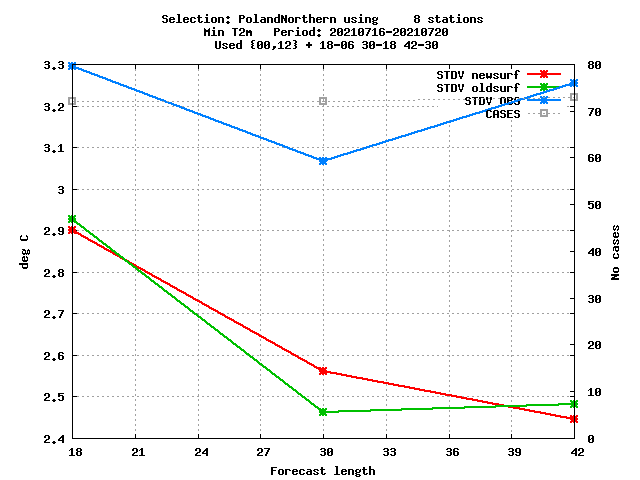 Selection: PolandNorthern using 8 stations
Min T2m Period: 20210716-20210720
Used {00,12} + 18-06 30-18 42-30
STDV newsurf
STDV oldsurf
STDV OBS
CASES
3.3
3.2
3.1
3
2.9
2.8
2.7
2.6
2.5
2.4
deg C
80
70
60
50
40
30
20
10
0
No cases
18 21 24 27 30 33 36 39 42
Forecast length